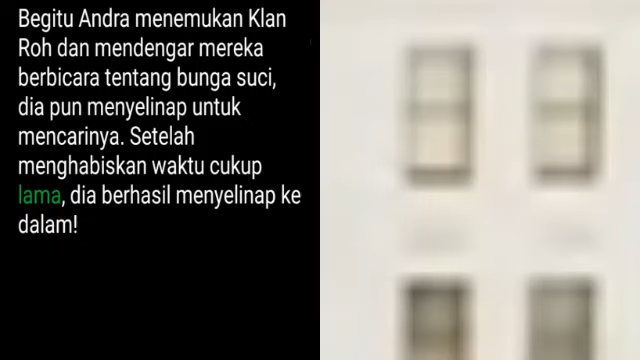 Begitu Andra menemukan Klan
Roh dan mendengar mereka
berbicara tentang bunga suci,
dia pun menyelinap untuk
mencarinya. Setelah
menghabiskan waktu cukup
lama, dia berhasil menyelinap ke
dalam!